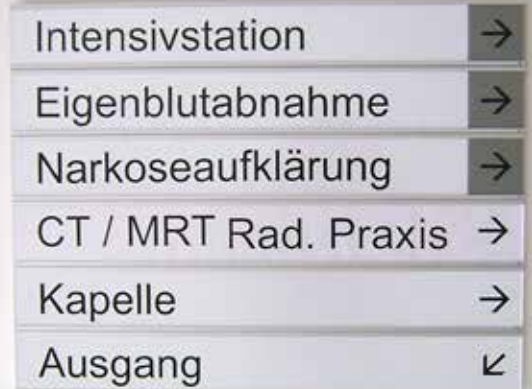 Intensivstation →
Eigenblutabnahme →
Narkoseaufklärung →
CT / MRT Rad. Praxis →
Kapelle →
Ausgang ↙